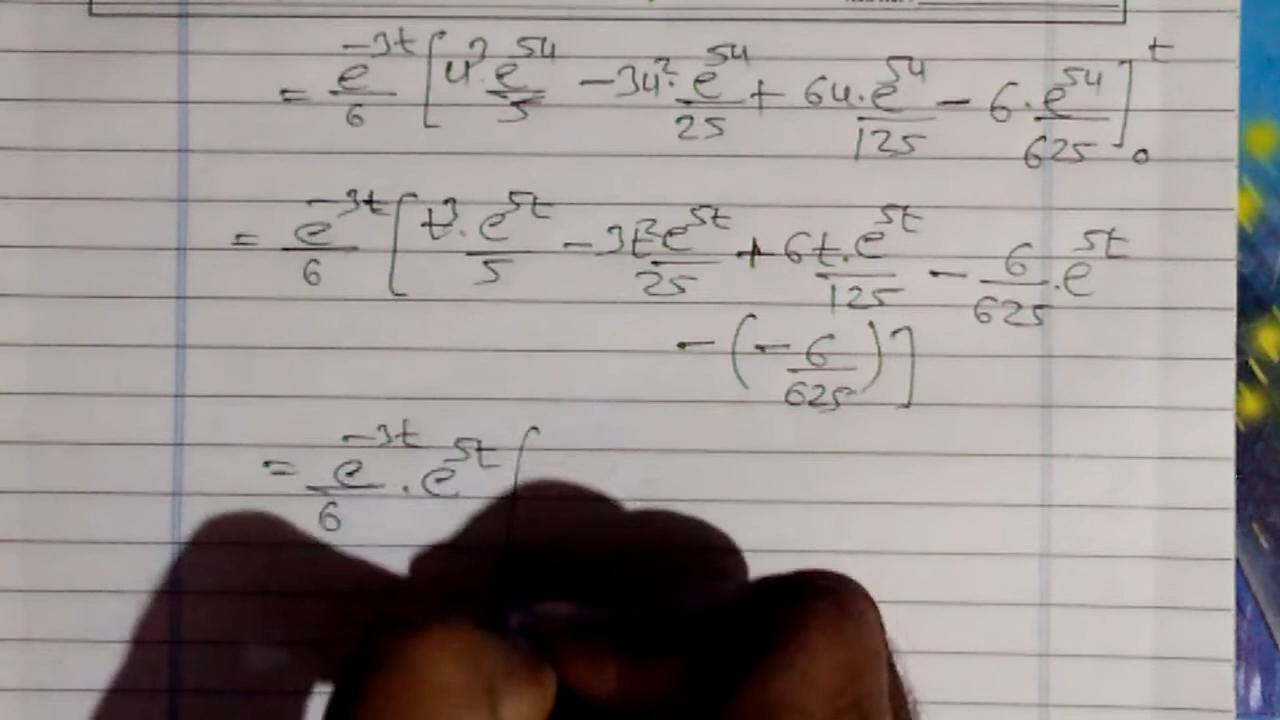 = e^{-3t}/6 [u^3 · e^{5u}/5 − 3u^2 · e^{5u}/25 + 6u · e^{5u}/125 − 6 · e^{5u}/625]_0^t
= e^{-3t}/6 [t^3 · e^{5t}/5 − 3t^2 e^{5t}/25 + 6t · e^{5t}/125 − 6/625 · e^{5t}
− (− 6/625)]
= e^{-3t}/6 · e^{5t} [